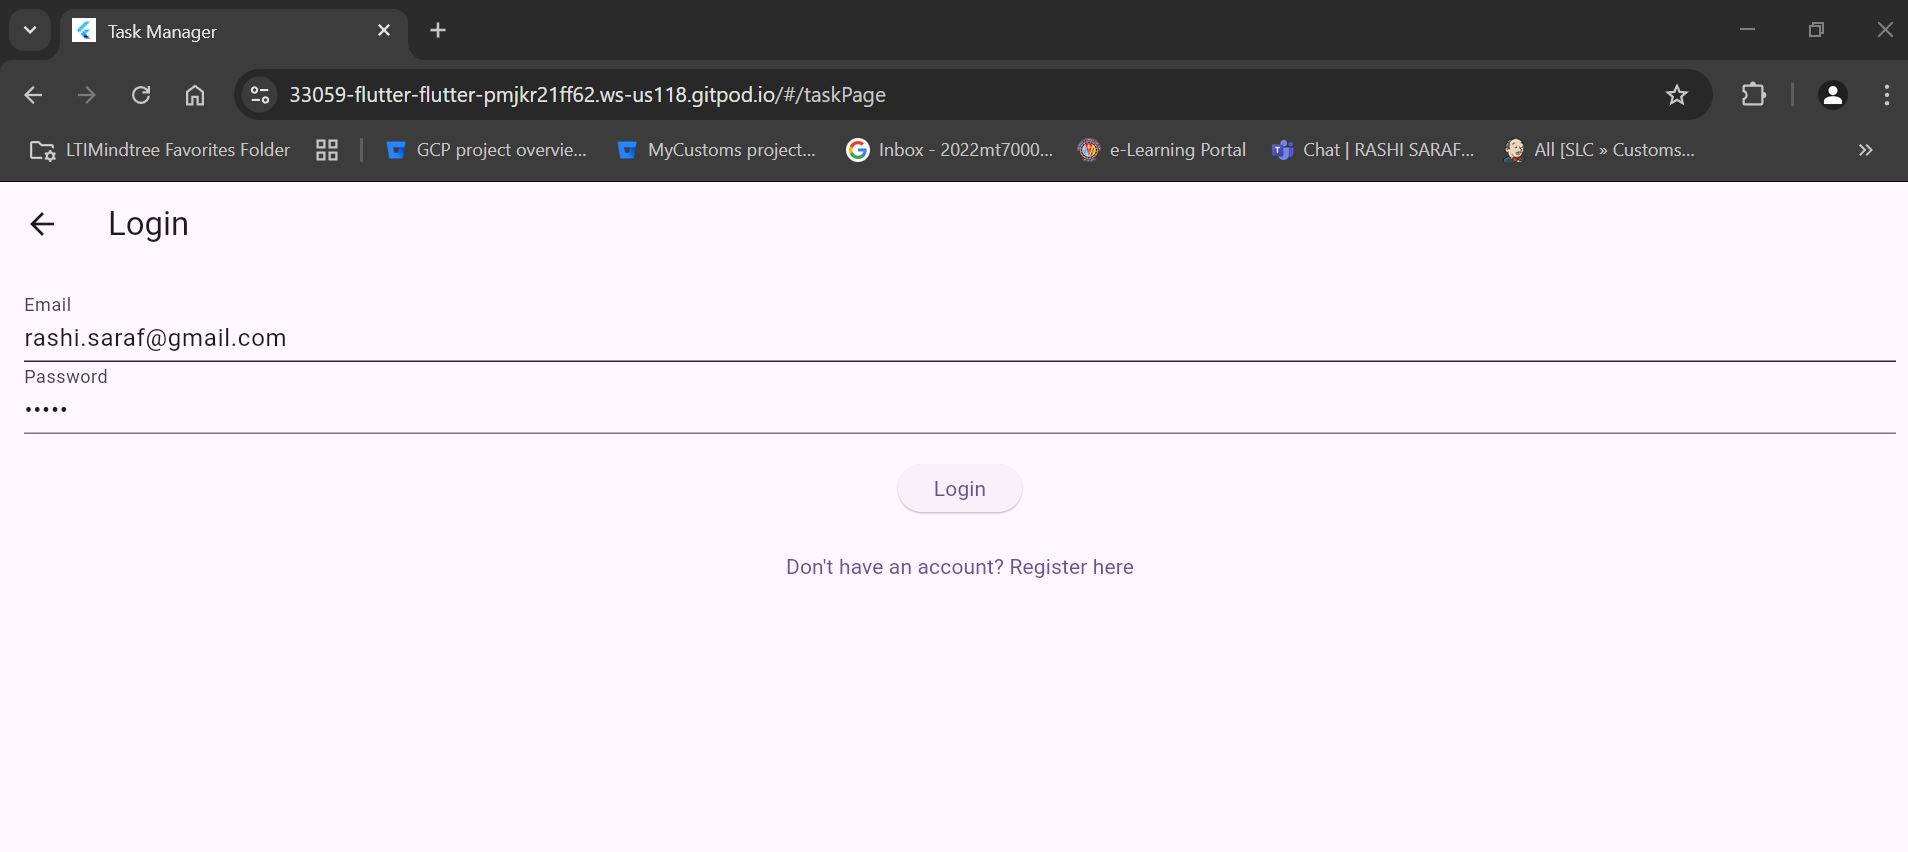 Task Manager
33059-flutter-flutter-pmjkr21ff62.ws-us118.gitpod.io/#/taskPage
LTIMindtree Favorites Folder
GCP project overvie...
MyCustoms project...
Inbox - 2022mt7000...
e-Learning Portal
Chat | RASHI SARAF...
All [SLC » Customs...
Login
Email
rashi.saraf@gmail.com
Password
•••••
Login
Don't have an account? Register here